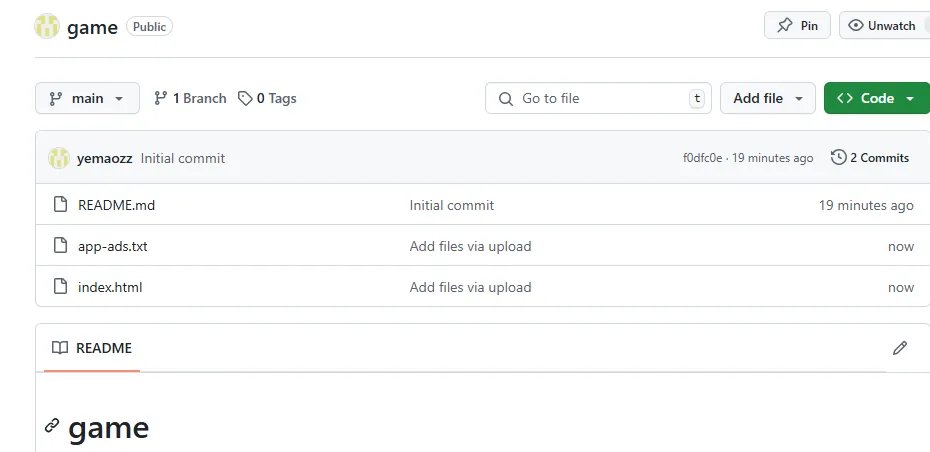 game Public Pin Unwatch
main 1 Branch 0 Tags Go to file t Add file Code
yemaozz Initial commit f0dfc0e · 19 minutes ago 2 Commits
README.md Initial commit 19 minutes ago
app-ads.txt Add files via upload now
index.html Add files via upload now
README
game